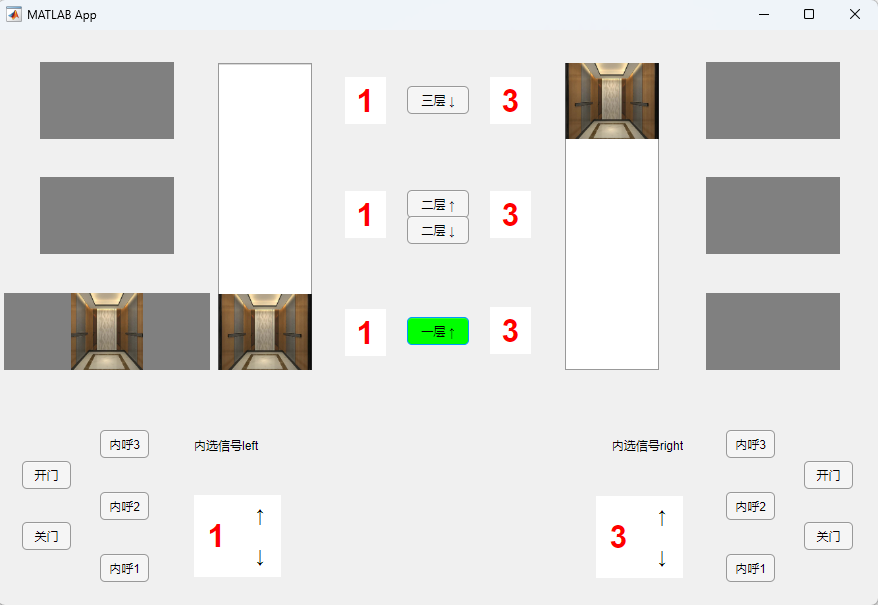 MATLAB App
1 三层↓ 3
1 二层↑ 3
二层↓
1 一层↑ 3
内呼3 内选信号left 内选信号right 内呼3
开门 开门
内呼2 内呼2
1 ↑ 3 ↑
关门 关门
↓ ↓
内呼1 内呼1